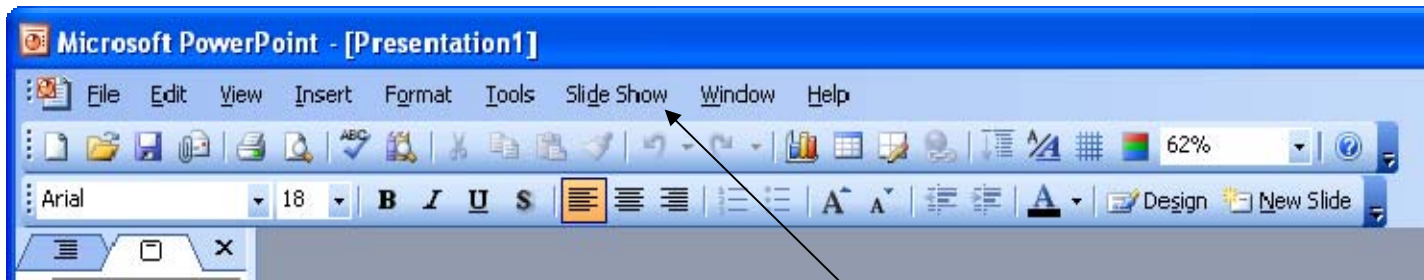 Microsoft PowerPoint - [Presentation1]
File Edit View Insert Format Tools Slide Show Window Help
ABC 62%
Arial 18 B I U S A A A Design New Slide